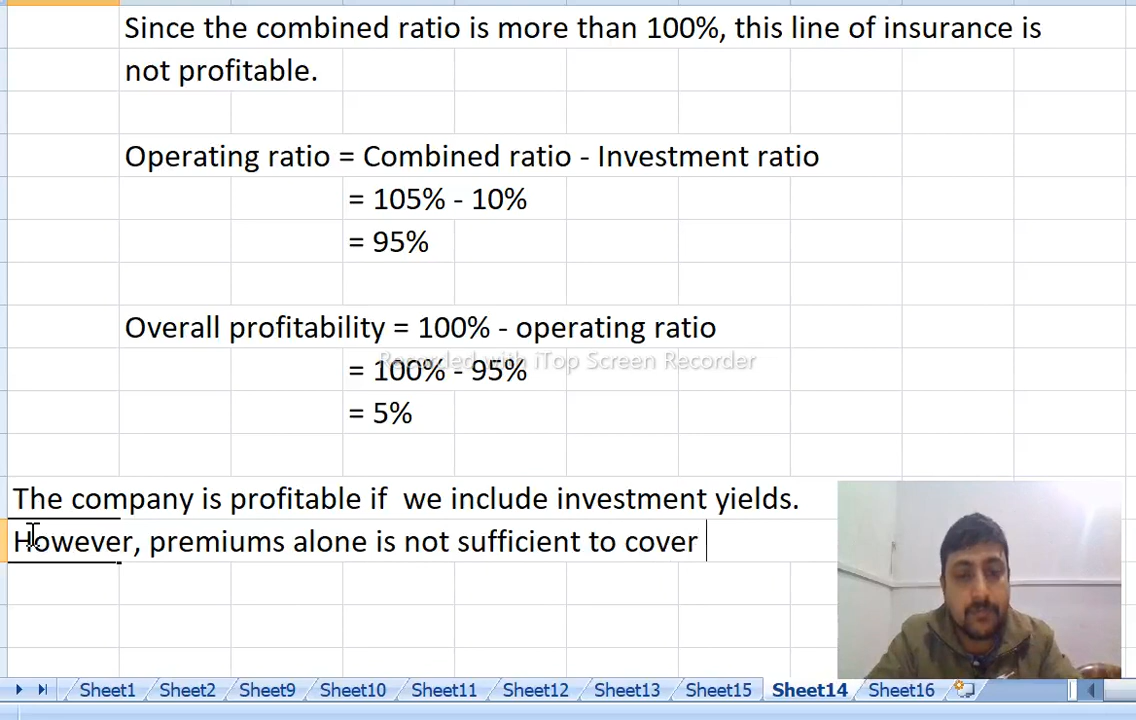 Since the combined ratio is more than 100%, this line of insurance is
not profitable.
Operating ratio = Combined ratio - Investment ratio
= 105% - 10%
= 95%
Overall profitability = 100% - operating ratio
Recorded with iTop Screen Recorder
= 100% - 95%
= 5%
The company is profitable if  we include investment yields.
However, premiums alone is not sufficient to cover
Sheet1 Sheet2 Sheet9 Sheet10 Sheet11 Sheet12 Sheet13 Sheet15 Sheet14 Sheet16